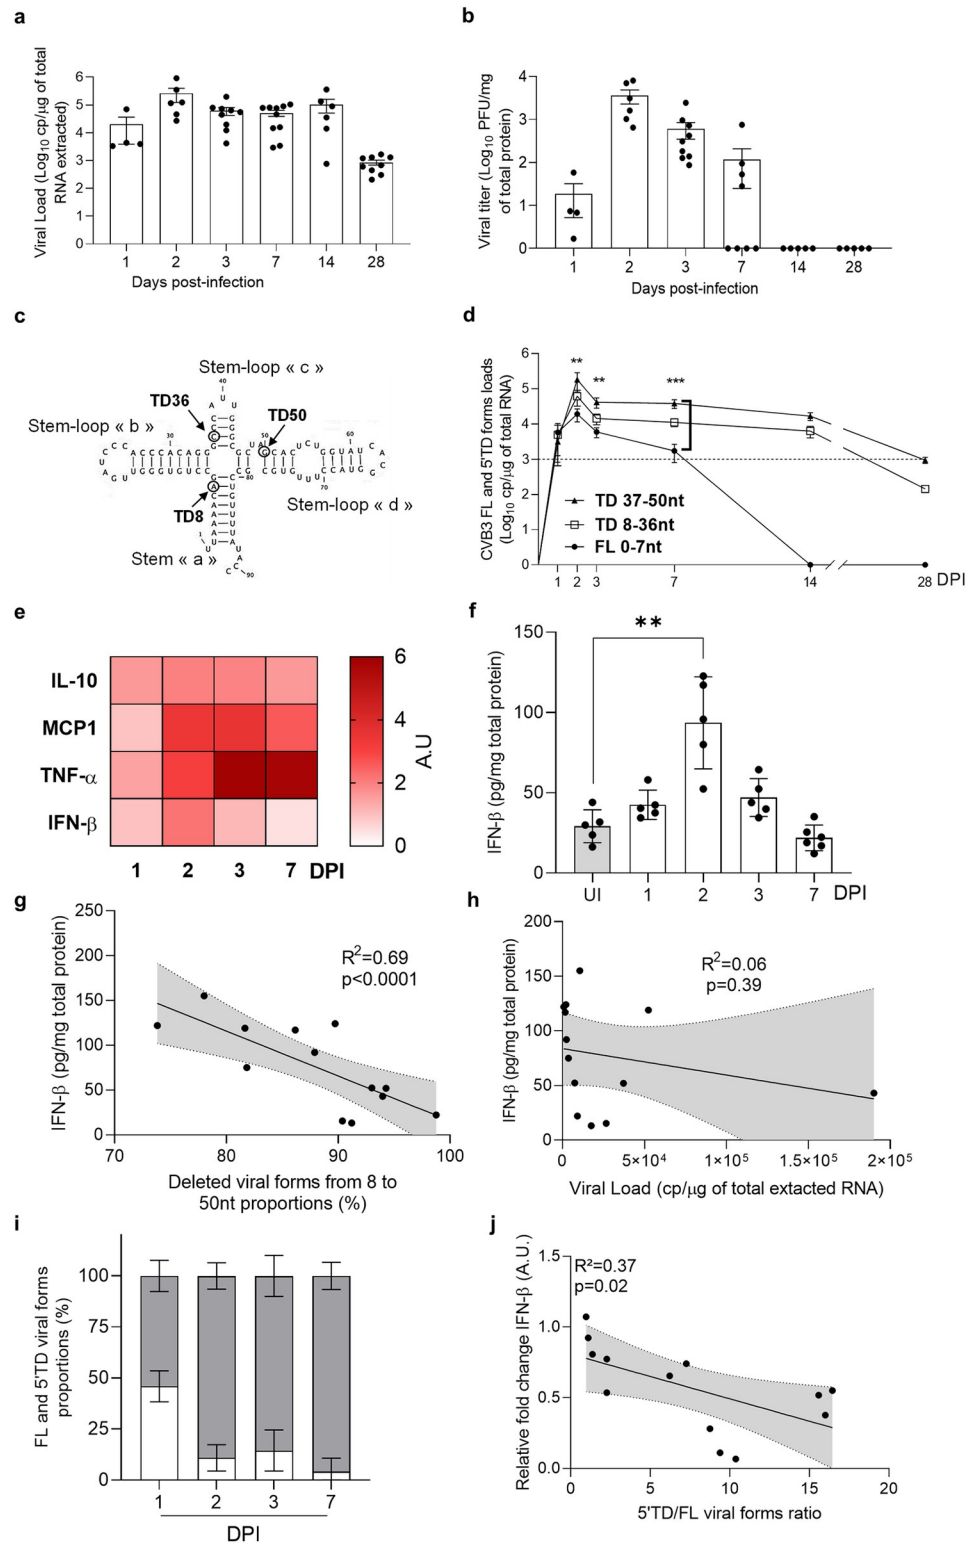 a
Viral Load (Log10 cp/μg of total
RNA extracted)
6
5
4
3
2
1
0
1 2 3 7 14 28
Days post-infection
b
Viral titer (Log10 PFU/mg
of total protein)
4
3
2
1
0
1 2 3 7 14 28
Days post-infection
c
Stem-loop « c »
40
TD36
TD50
Stem-loop « b »
30
50
60
80
70
TD8
Stem-loop « d »
Stem « a »
1
90
d
CVB3 FL and 5'TD forms loads
(Log10 cp/μg of total RNA)
6
5
4
3
2
1
0
** ** ***
TD 37-50nt
TD 8-36nt
FL 0-7nt
1 2 3 7 14 28 DPI
e
IL-10
MCP1
TNF-α
IFN-β
1 2 3 7 DPI
6
4
2
0
A.U
f
IFN-β (pg/mg total protein)
150
100
50
0
**
UI 1 2 3 7 DPI
g
IFN-β (pg/mg total protein)
250
200
150
100
50
0
R2=0.69
p<0.0001
70 80 90 100
Deleted viral forms from 8 to
50nt proportions (%)
h
IFN-β (pg/mg total protein)
200
150
100
50
0
R2=0.06
p=0.39
0 5×10⁴ 1×10⁵ 1.5×10⁵ 2×10⁵
Viral Load (cp/μg of total extacted RNA)
i
FL and 5'TD viral forms
proportions (%)
100
75
50
25
0
1 2 3 7
DPI
j
Relative fold change IFN-β (A.U.)
1.5
1.0
0.5
0.0
R²=0.37
p=0.02
0 5 10 15 20
5'TD/FL viral forms ratio